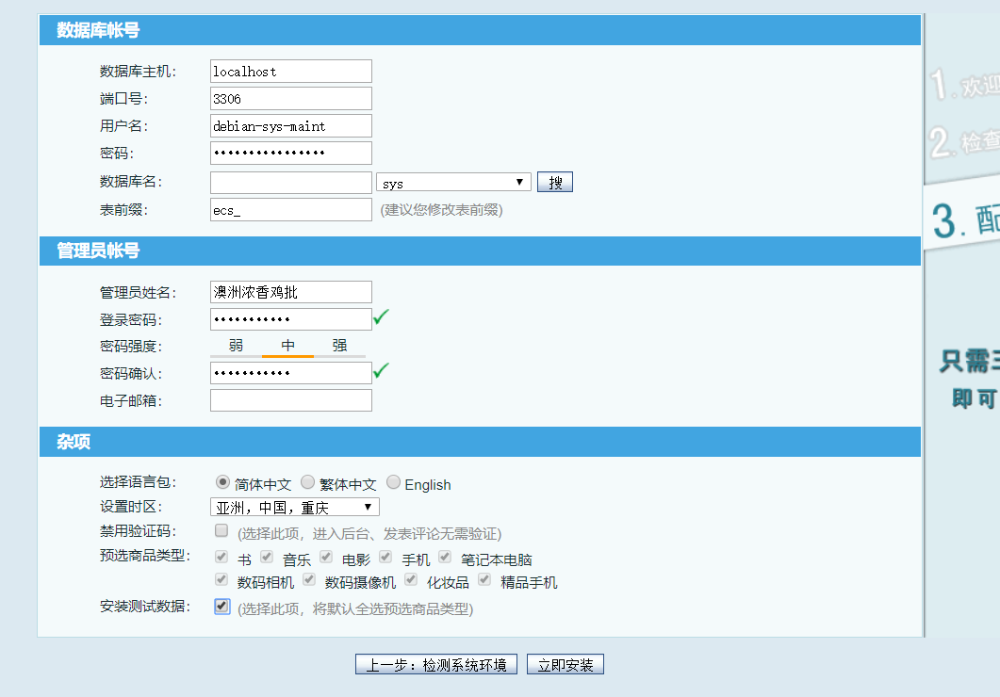 数据库帐号
数据库主机: localhost
端口号: 3306
用户名: debian-sys-maint
密码: ••••••••••••••••
数据库名: sys 搜
表前缀: ecs_ (建议您修改表前缀)
管理员帐号
管理员姓名: 澳洲浓香鸡批
登录密码: •••••••••••
密码强度: 弱 中 强
密码确认: •••••••••••
电子邮箱:
杂项
选择语言包: 简体中文 繁体中文 English
设置时区: 亚洲，中国，重庆
禁用验证码: (选择此项，进入后台、发表评论无需验证)
预选商品类型: 书 音乐 电影 手机 笔记本电脑
数码相机 数码摄像机 化妆品 精品手机
安装测试数据: (选择此项，将默认全选预选商品类型)
上一步：检测系统环境 立即安装
1.欢迎
2.检查
3.配
只需三
即可